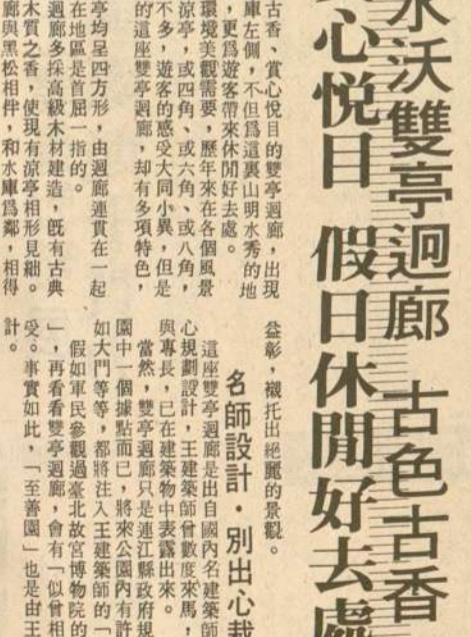 水沃雙亭迴廊 古色古香
心悅目 假日休閒好去處
古香、賞心悅目的雙亭迴廊，出現
庫左側，不但爲這裏山明水秀的地
，更爲遊客帶來休閒好去處。
環境美觀需要，歷年來在各個風景
涼亭，或四角、或六角、或八角，
不多，遊客的感受大同小異，但是
的這座雙亭迴廊，却有多項特色，
亭均呈四方形，由迴廊連貫在一起
在地區是首屈一指的。
迴廊多採高級木材建造，旣有古典
木質之香，使現有涼亭相形見絀。
廊與黑松相伴，和水庫爲鄰，相得
益彰，襯托出絕麗的景觀。
名師設計・別出心裁
這座雙亭迴廊是出自國內名建築師
心規劃設計，王建築師曾數度來馬，
與專長，已在建築物中表露出來。
當然，雙亭迴廊只是連江縣政府規
園中一個據點而已，將來公園內有許
如大門等等，都將注入王建築師的「
假如軍民參觀過臺北故宮博物院的
」，再看看雙亭迴廊，會有「似曾相
受。事實如此，「至善園」也是由王
計。